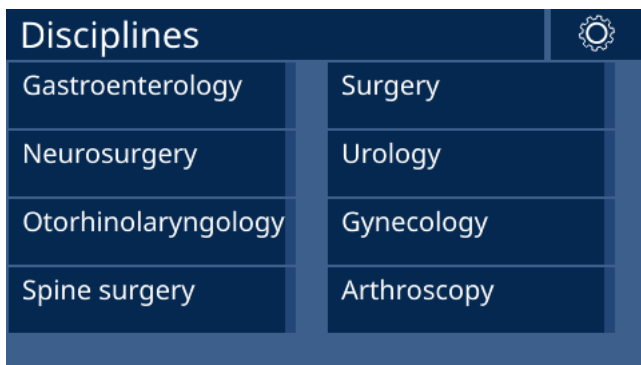 Disciplines
Gastroenterology
Surgery
Neurosurgery
Urology
Otorhinolaryngology
Gynecology
Spine surgery
Arthroscopy